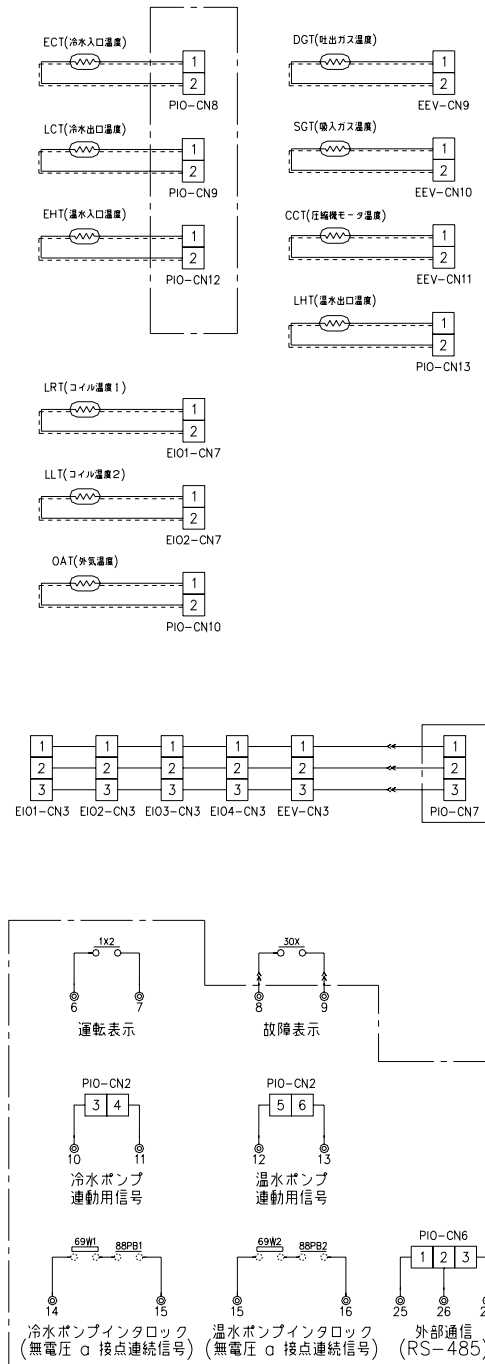 ECT(冷水入口温度)
1
2
PIO-CN8
DGT(吐出ガス温度)
1
2
EEV-CN9
LCT(冷水出口温度)
1
2
PIO-CN9
SGT(吸入ガス温度)
1
2
EEV-CN10
EHT(温水入口温度)
1
2
PIO-CN12
CCT(圧縮機モータ温度)
1
2
EEV-CN11
LHT(温水出口温度)
1
2
PIO-CN13
LRT(コイル温度1)
1
2
EIO1-CN7
LLT(コイル温度2)
1
2
EIO2-CN7
OAT(外気温度)
1
2
PIO-CN10
1 1 1 1 1 1
2 2 2 2 2 2
3 3 3 3 3 3
EIO1-CN3 EIO2-CN3 EIO3-CN3 EIO4-CN3 EEV-CN3 PIO-CN7
1X2
6 7
運転表示
30X
8 9
故障表示
PIO-CN2
3 4
10 11
冷水ポンプ
連動用信号
PIO-CN2
5 6
12 13
温水ポンプ
連動用信号
69W1 88PB1
14 15
冷水ポンプインタロック
(無電圧 a 接点連続信号)
69W2 88PB2
15 16
温水ポンプインタロック
(無電圧 a 接点連続信号)
PIO-CN6
1 2 3
25 26
外部通信
(RS-485)